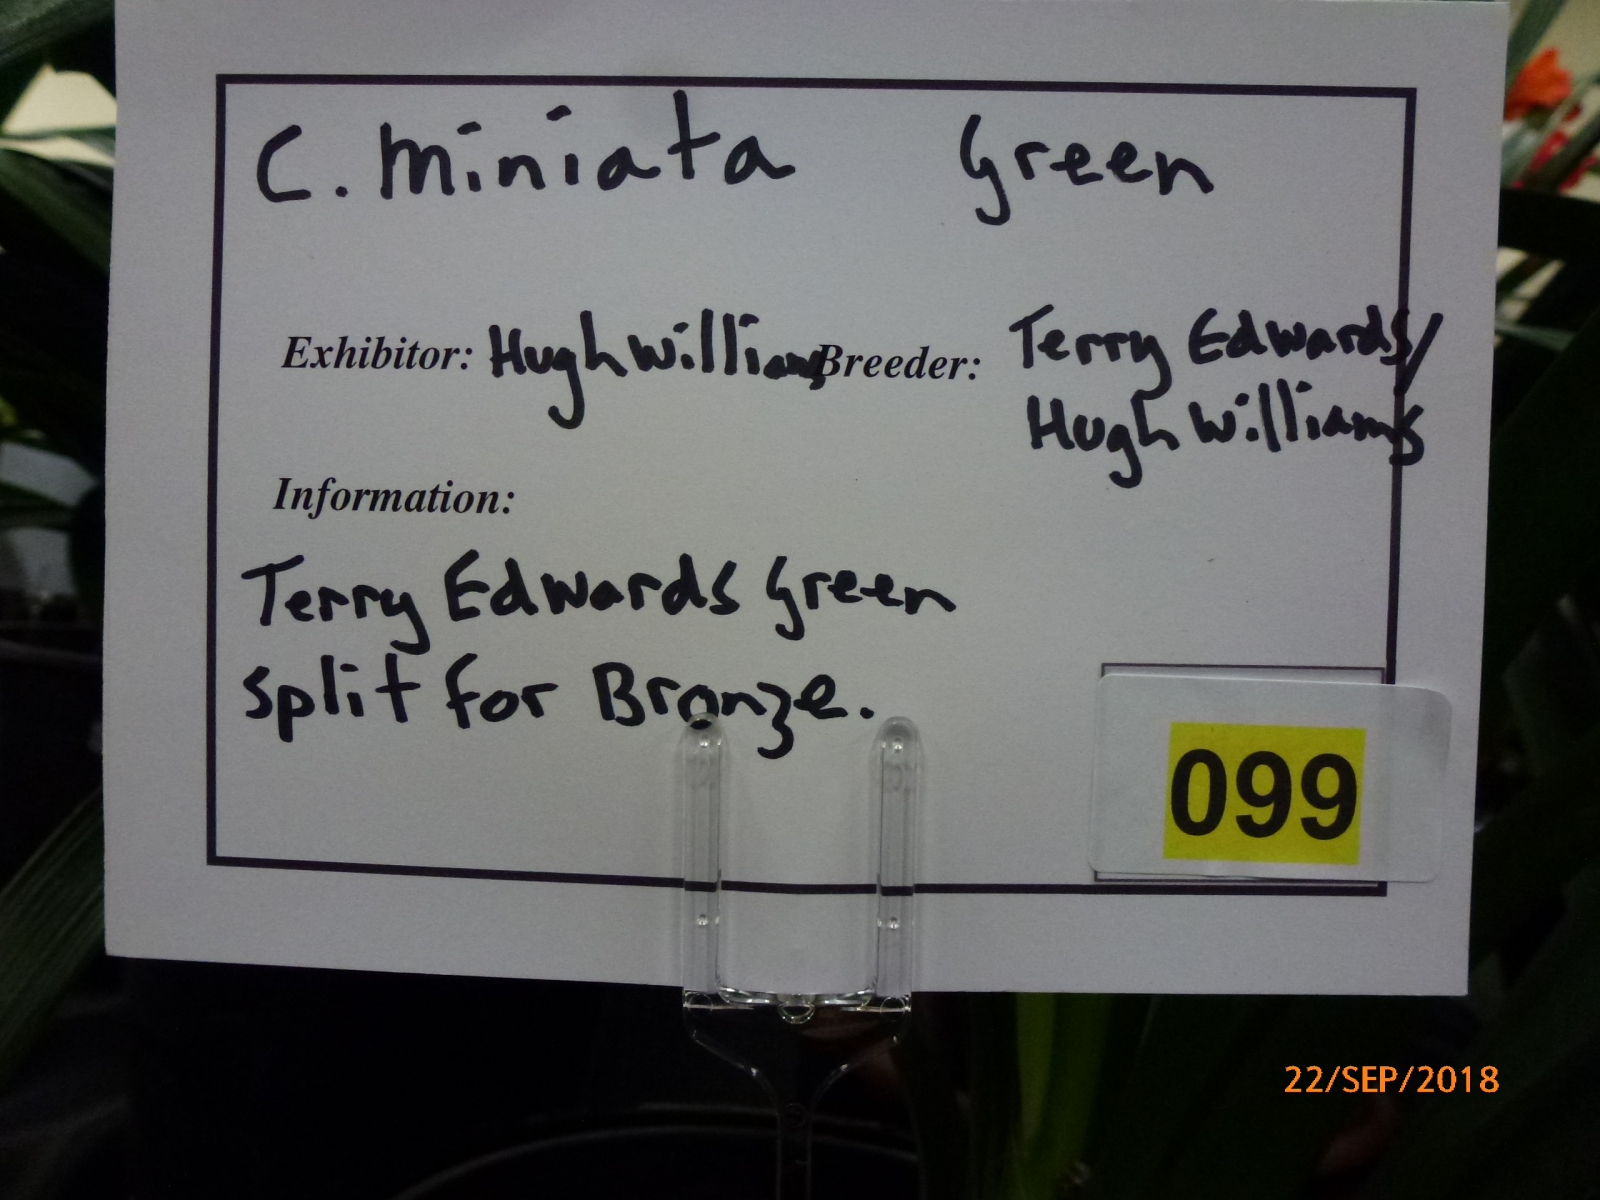 C. Miniata Green
Exhibitor: Hugh Williams Breeder: Terry Edwards/
Hugh Williams
Information:
Terry Edwards Green
split for Bronze.
099
22/SEP/2018